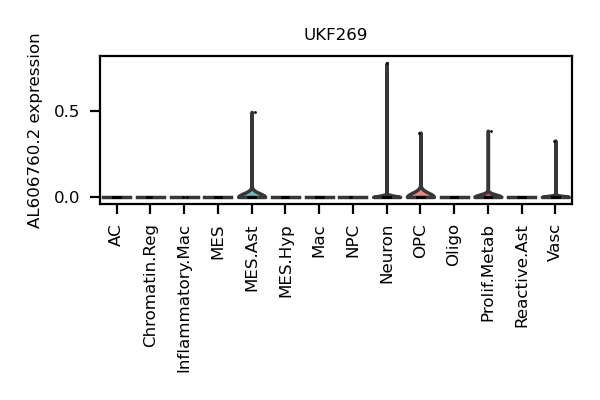 UKF269
AL606760.2 expression
0.5
0.0
AC
Chromatin.Reg
Inflammatory.Mac
MES
MES.Ast
MES.Hyp
Mac
NPC
Neuron
OPC
Oligo
Prolif.Metab
Reactive.Ast
Vasc